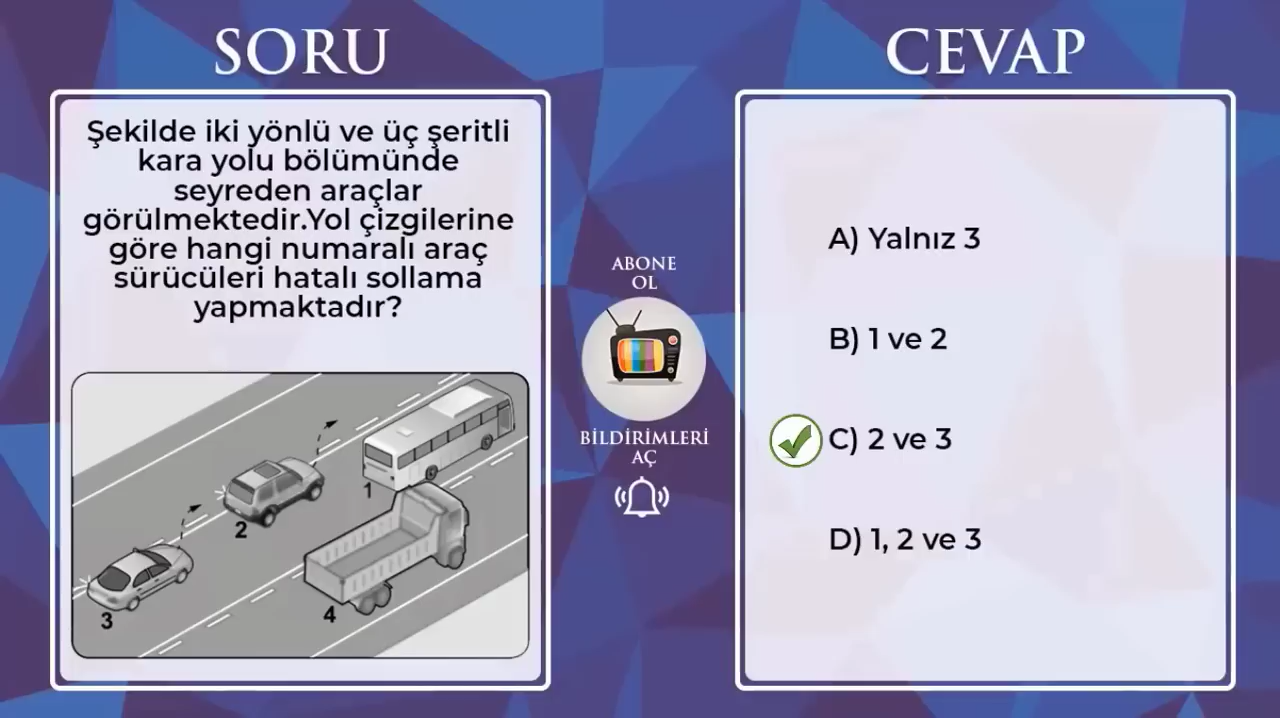 SORU
Şekilde iki yönlü ve üç şeritli
kara yolu bölümünde
seyreden araçlar
görülmektedir.Yol çizgilerine
göre hangi numaralı araç
sürücüleri hatalı sollama
yapmaktadır?
1
2
3
4
ABONE
OL
BİLDİRİMLERİ
AÇ
CEVAP
A) Yalnız 3
B) 1 ve 2
C) 2 ve 3
D) 1, 2 ve 3